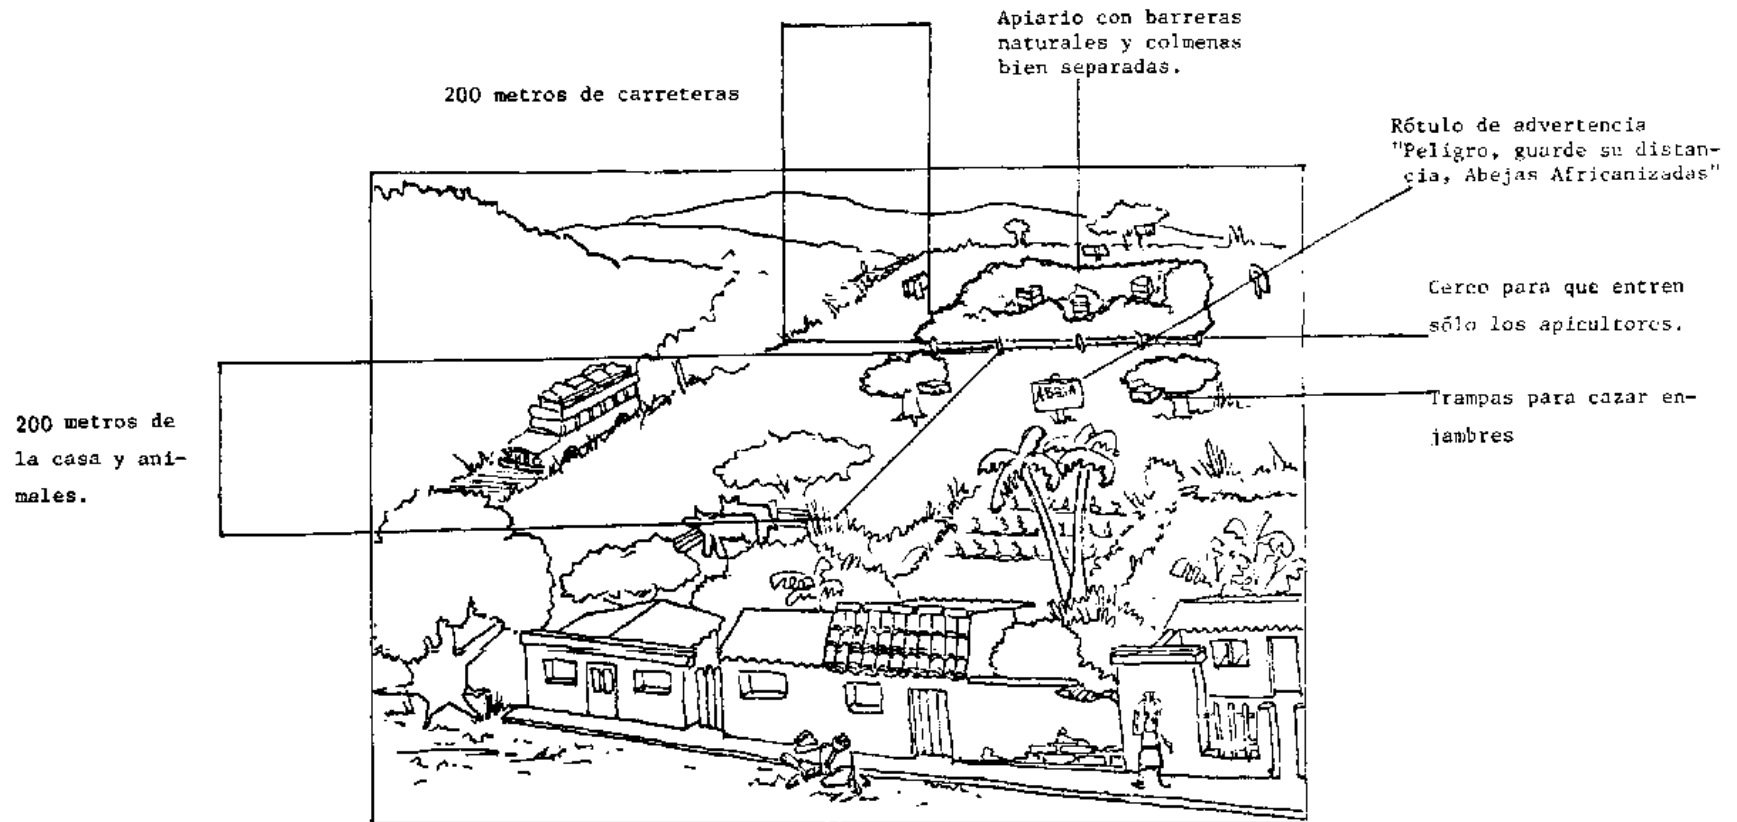 Apiario con barreras
naturales y colmenas
bien separadas.
200 metros de carreteras
Rótulo de advertencia
"Peligro, guarde su distan-
cia, Abejas Africanizadas"
Cerco para que entren
sólo los apicultores.
Trampas para cazar en-
jambres
200 metros de
la casa y ani-
males.